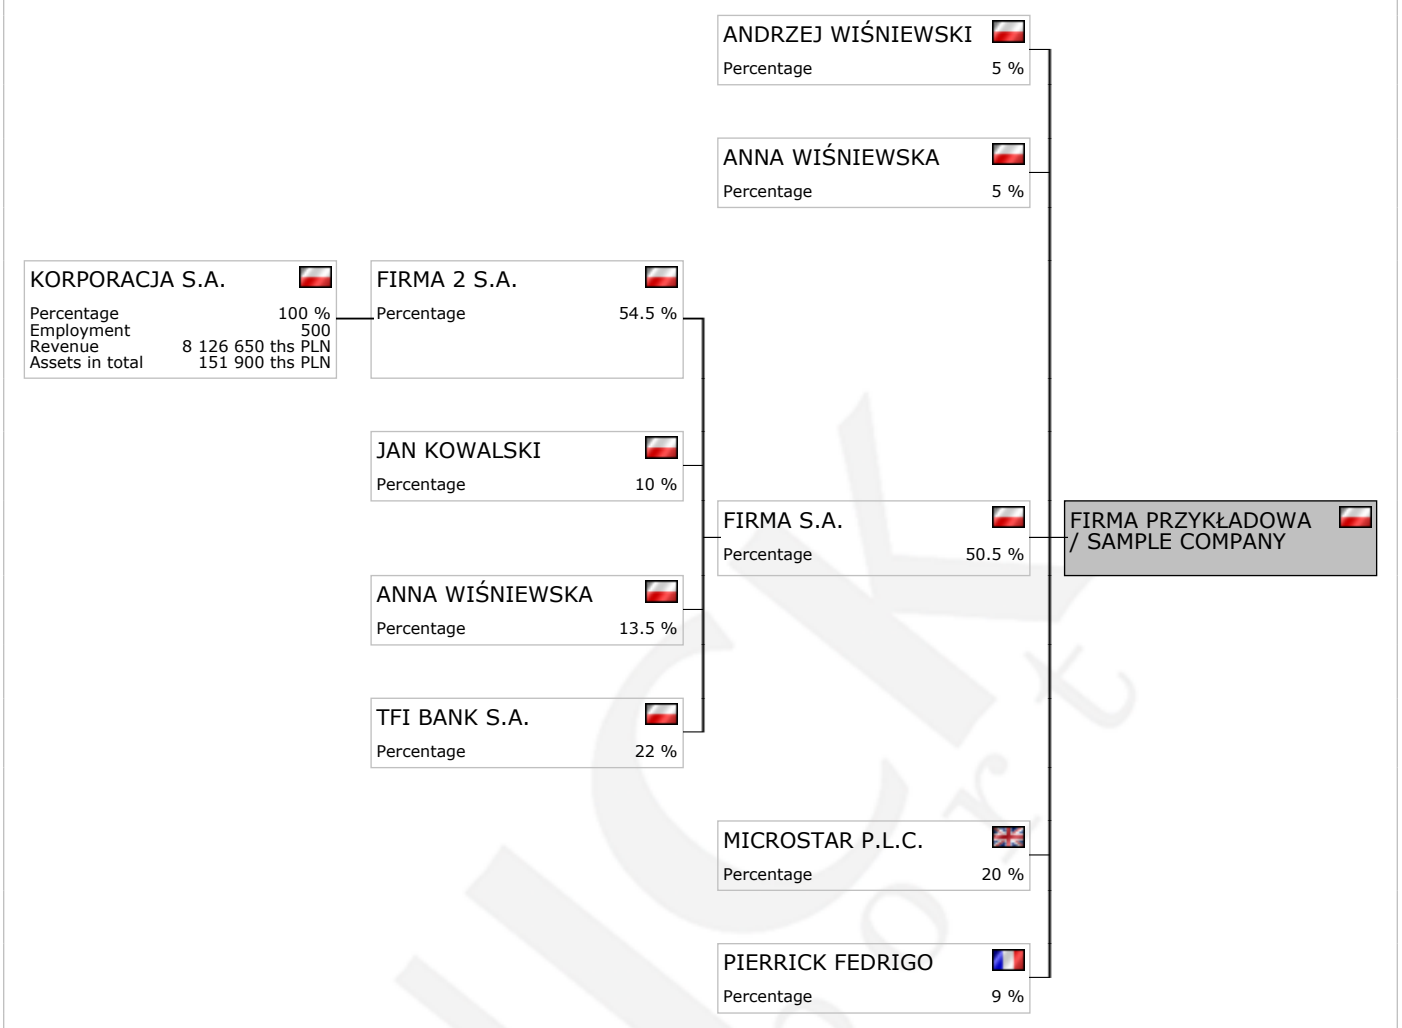 ANDRZEJ WIŚNIEWSKI
Percentage 5 %
ANNA WIŚNIEWSKA
Percentage 5 %
KORPORACJA S.A.
Percentage 100 %
Employment 500
Revenue 8 126 650 ths PLN
Assets in total 151 900 ths PLN
FIRMA 2 S.A.
Percentage 54.5 %
JAN KOWALSKI
Percentage 10 %
ANNA WIŚNIEWSKA
Percentage 13.5 %
TFI BANK S.A.
Percentage 22 %
FIRMA S.A.
Percentage 50.5 %
MICROSTAR P.L.C.
Percentage 20 %
PIERRICK FEDRIGO
Percentage 9 %
FIRMA PRZYKŁADOWA
/ SAMPLE COMPANY